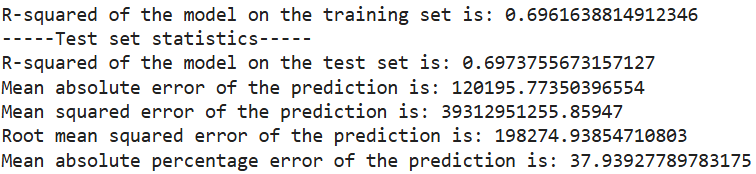 R-squared of the model on the training set is: 0.6961638814912346
-----Test set statistics-----
R-squared of the model on the test set is: 0.6973755673157127
Mean absolute error of the prediction is: 120195.77350396554
Mean squared error of the prediction is: 39312951255.85947
Root mean squared error of the prediction is: 198274.93854710803
Mean absolute percentage error of the prediction is: 37.93927789783175